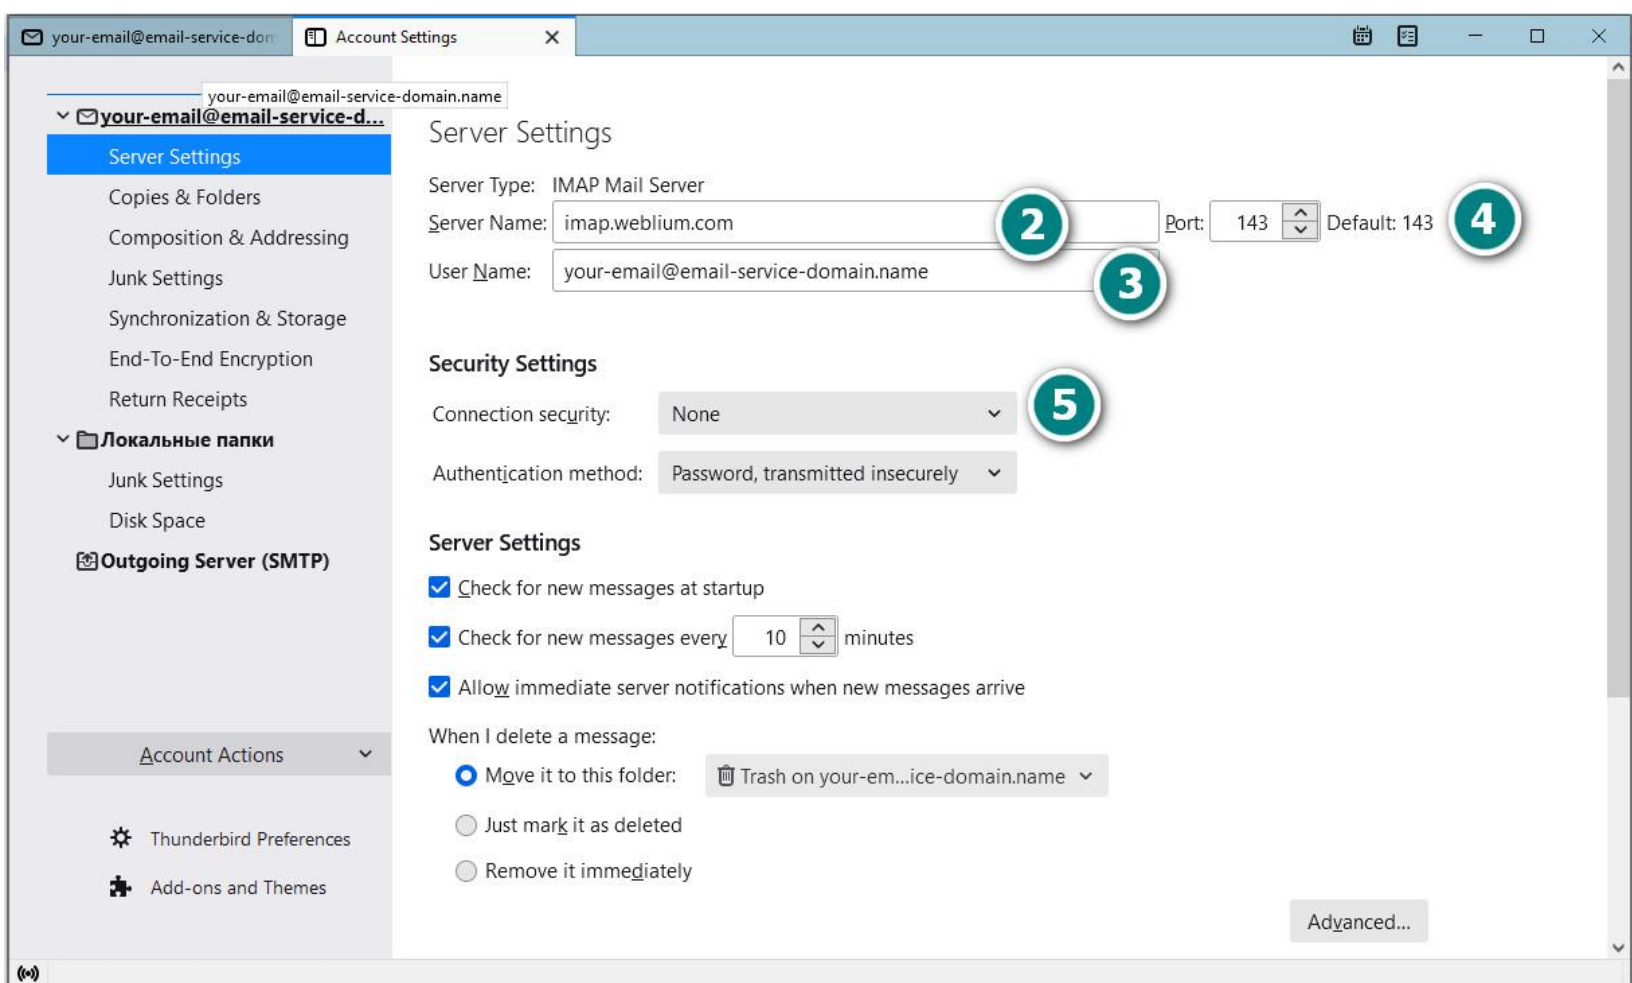 your-email@email-service-dom
Account Settings
your-email@email-service-domain.name
your-email@email-service-d...
Server Settings
Copies & Folders
Composition & Addressing
Junk Settings
Synchronization & Storage
End-To-End Encryption
Return Receipts
Локальные папки
Junk Settings
Disk Space
Outgoing Server (SMTP)
Account Actions
Thunderbird Preferences
Add-ons and Themes
Server Settings
Server Type: IMAP Mail Server
Server Name: imap.weblium.com 2 Port: 143 Default: 143 4
User Name: your-email@email-service-domain.name 3
Security Settings
Connection security: None 5
Authentication method: Password, transmitted insecurely
Server Settings
Check for new messages at startup
Check for new messages every 10 minutes
Allow immediate server notifications when new messages arrive
When I delete a message:
Move it to this folder: Trash on your-em...ice-domain.name
Just mark it as deleted
Remove it immediately
Advanced...